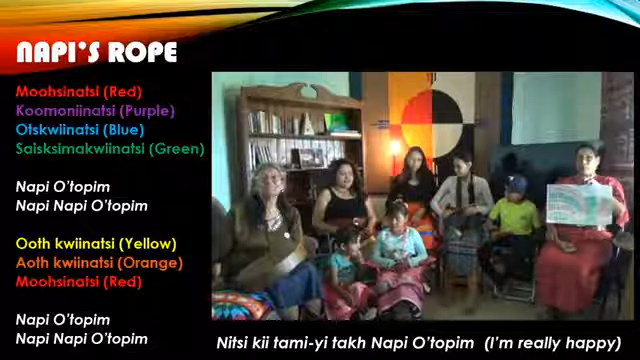 NAPI'S ROPE
Moohsinatsi (Red)
Koomoniinatsi (Purple)
Otskwiinatsi (Blue)
Saisksimakwiinatsi (Green)
Napi O'topim
Napi Napi O'topim
Ooth kwiinatsi (Yellow)
Aoth kwiinatsi (Orange)
Moohsinatsi (Red)
Napi O'topim
Napi Napi O'topim
Nitsi kii tami-yi takh Napi O'topim (I'm really happy)